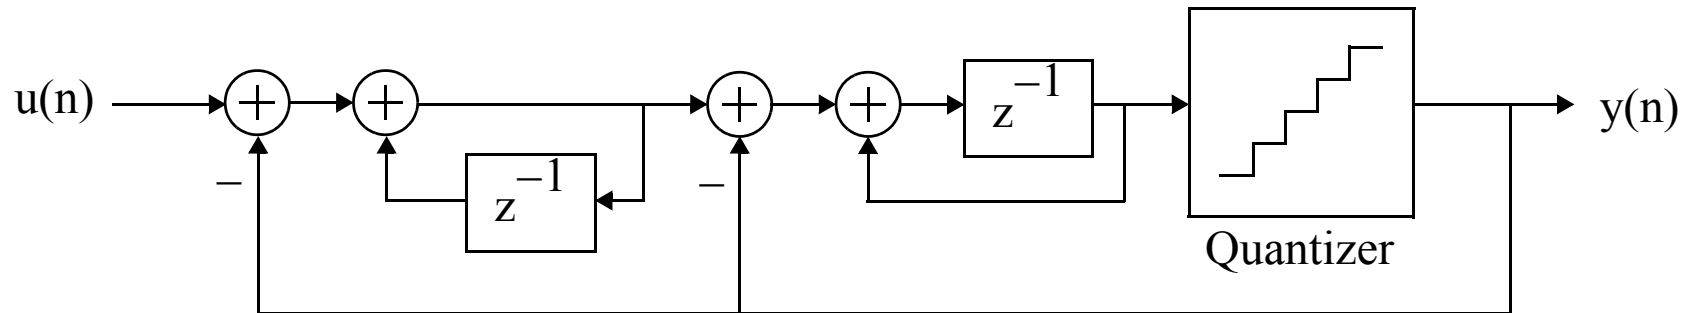 u(n)
+
+
+
+
z⁻¹
y(n)
−
z⁻¹
−
Quantizer